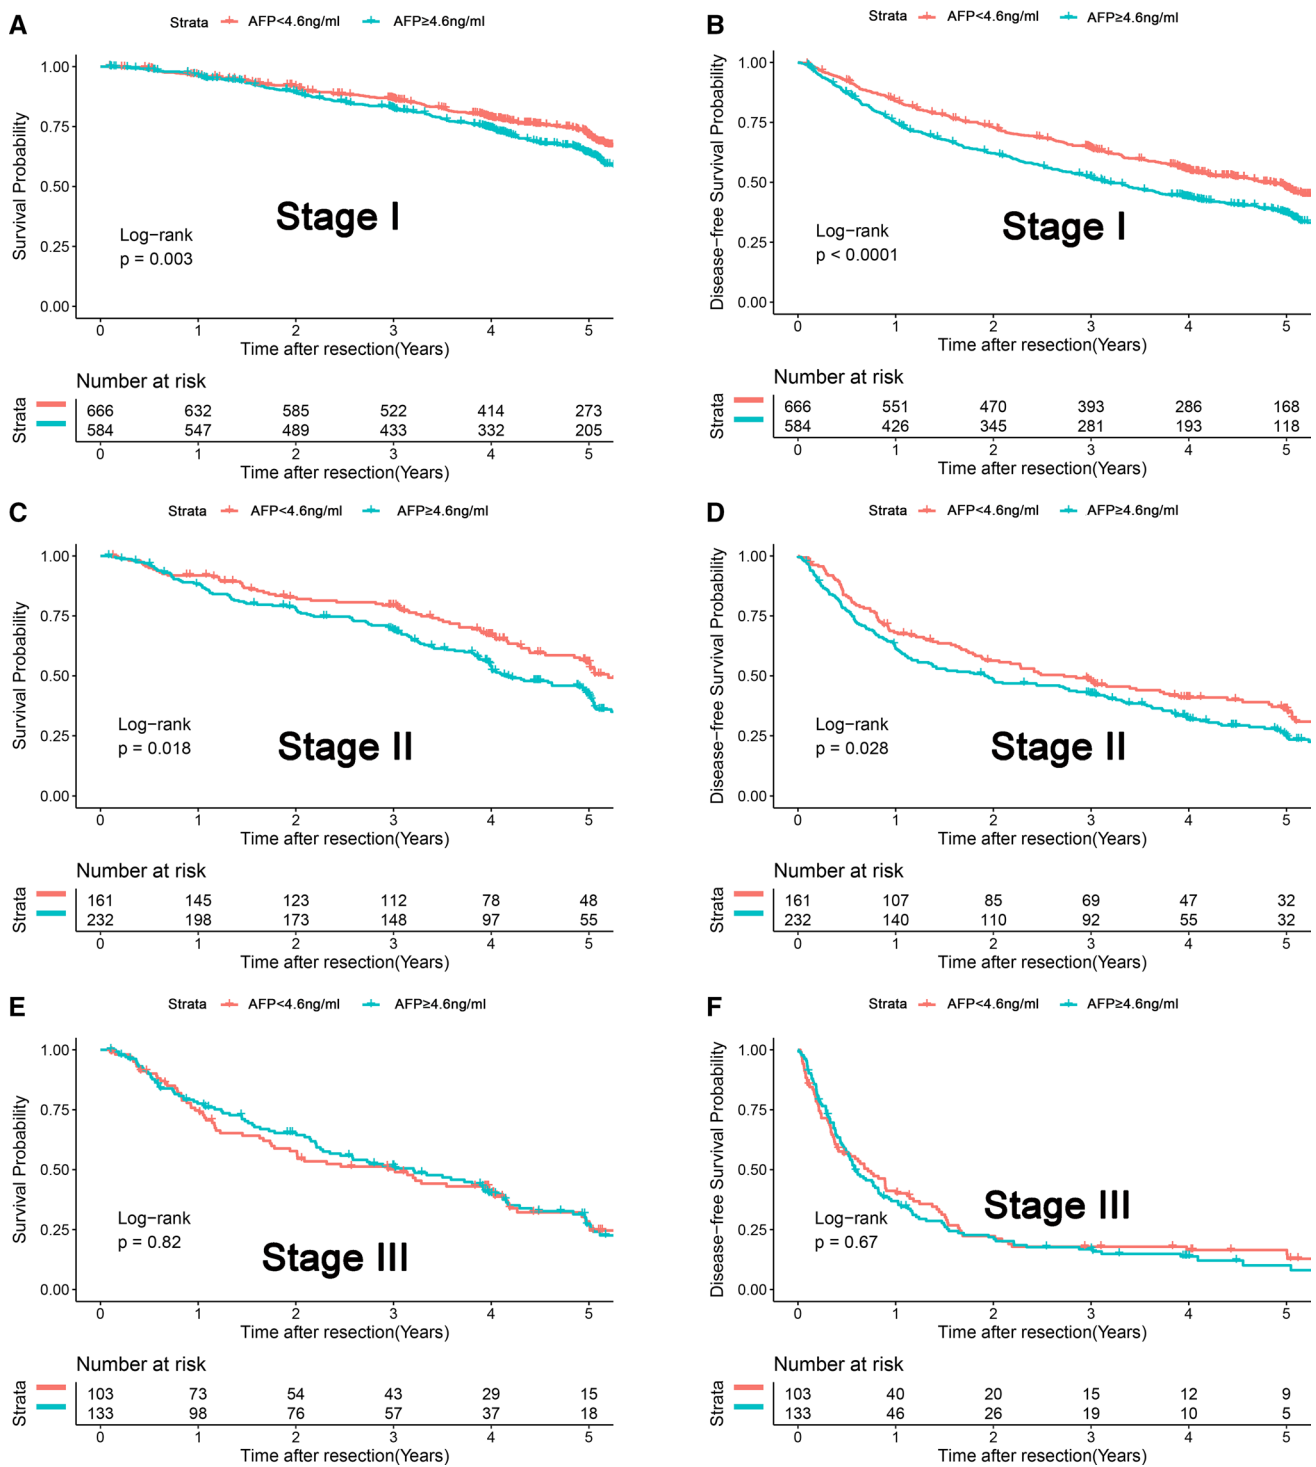 A
Strata AFP<4.6ng/ml AFP≥4.6ng/ml
Survival Probability
1.00
0.75
0.50
0.25
0.00
Stage I
Log-rank
p = 0.003
0 1 2 3 4 5
Time after resection(Years)
Number at risk
Strata
666 632 585 522 414 273
584 547 489 433 332 205
0 1 2 3 4 5
Time after resection(Years)
B
Strata AFP<4.6ng/ml AFP≥4.6ng/ml
Disease-free Survival Probability
1.00
0.75
0.50
0.25
0.00
Stage I
Log-rank
p < 0.0001
0 1 2 3 4 5
Time after resection(Years)
Number at risk
Strata
666 551 470 393 286 168
584 426 345 281 193 118
0 1 2 3 4 5
Time after resection(Years)
C
Strata AFP<4.6ng/ml AFP≥4.6ng/ml
Survival Probability
1.00
0.75
0.50
0.25
0.00
Log-rank
p = 0.018
Stage II
0 1 2 3 4 5
Time after resection(Years)
Number at risk
Strata
161 145 123 112 78 48
232 198 173 148 97 55
0 1 2 3 4 5
Time after resection(Years)
D
Strata AFP<4.6ng/ml AFP≥4.6ng/ml
Disease-free Survival Probability
1.00
0.75
0.50
0.25
0.00
Log-rank
p = 0.028
Stage II
0 1 2 3 4 5
Time after resection(Years)
Number at risk
Strata
161 107 85 69 47 32
232 140 110 92 55 32
0 1 2 3 4 5
Time after resection(Years)
E
Strata AFP<4.6ng/ml AFP≥4.6ng/ml
Survival Probability
1.00
0.75
0.50
0.25
0.00
Log-rank
p = 0.82
Stage III
0 1 2 3 4 5
Time after resection(Years)
Number at risk
Strata
103 73 54 43 29 15
133 98 76 57 37 18
0 1 2 3 4 5
Time after resection(Years)
F
Strata AFP<4.6ng/ml AFP≥4.6ng/ml
Disease-free Survival Probability
1.00
0.75
0.50
0.25
0.00
Stage III
Log-rank
p = 0.67
0 1 2 3 4 5
Time after resection(Years)
Number at risk
Strata
103 40 20 15 12 9
133 46 26 19 10 5
0 1 2 3 4 5
Time after resection(Years)